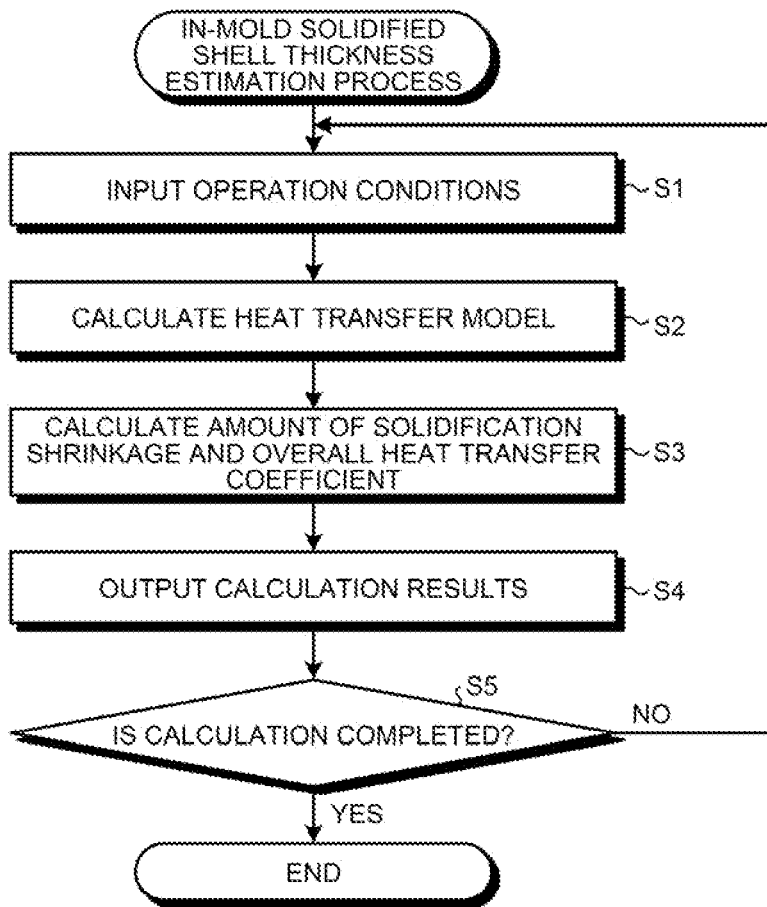 IN-MOLD SOLIDIFIED
SHELL THICKNESS
ESTIMATION PROCESS
INPUT OPERATION CONDITIONS
S1
CALCULATE HEAT TRANSFER MODEL
S2
CALCULATE AMOUNT OF SOLIDIFICATION
SHRINKAGE AND OVERALL HEAT TRANSFER
COEFFICIENT
S3
OUTPUT CALCULATION RESULTS
S4
S5
IS CALCULATION COMPLETED?
NO
YES
END